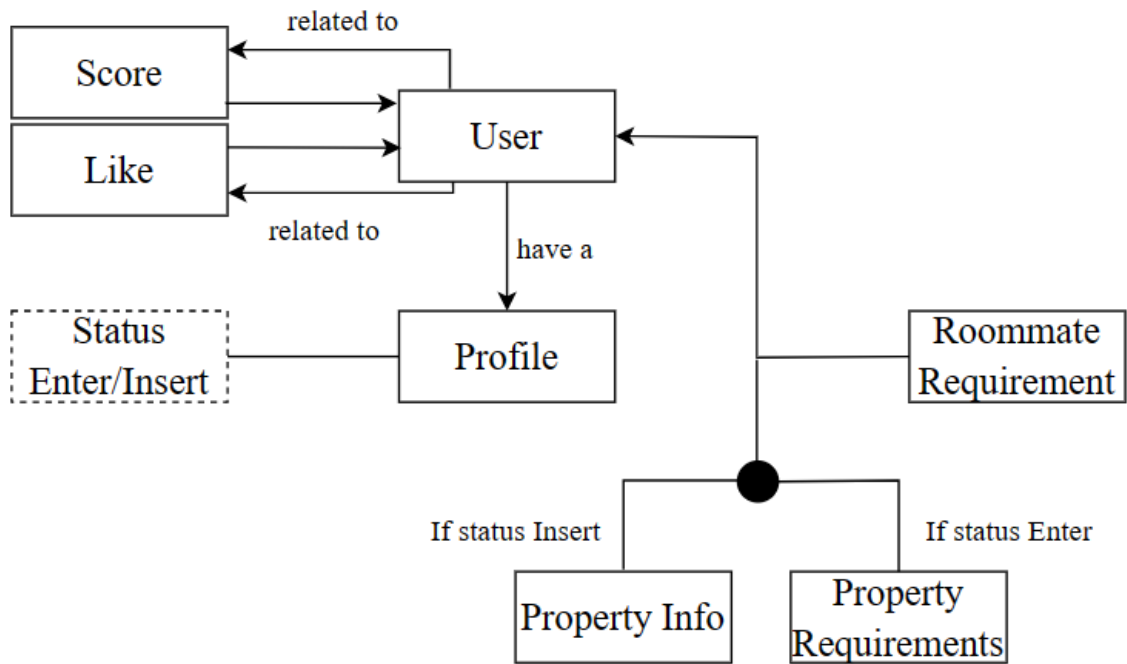 related to
Score
User
Like
related to
have a
Status
Enter/Insert
Profile
Roommate
Requirement
If status Insert
If status Enter
Property Info
Property
Requirements